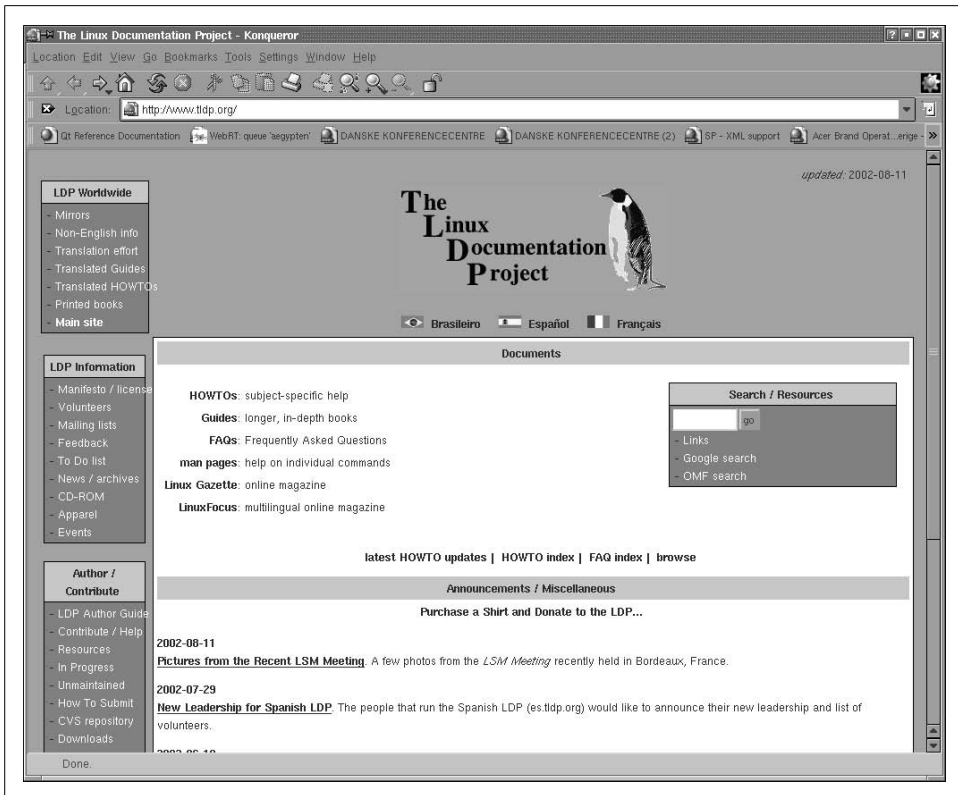 The Linux Documentation Project - Konqueror
Location Edit View Go Bookmarks Tools Settings Window Help
Location: http://www.tldp.org/
Qt Reference Documentation WebRT: queue 'aegypten' DANSKE KONFERENCECENTRE DANSKE KONFERENCECENTRE (2) SP - XML support Acer Brand Operat...erige -
updated: 2002-08-11
The
Linux
Documentation
Project
Brasileiro Español Français
LDP Worldwide
- Mirrors
- Non-English info
- Translation effort
- Translated Guides
- Translated HOWTOs
- Printed books
- Main site
LDP Information
- Manifesto / license
- Volunteers
- Mailing lists
- Feedback
- To Do list
- News / archives
- CD-ROM
- Apparel
- Events
Author /
Contribute
- LDP Author Guide
- Contribute / Help
- Resources
- In Progress
- Unmaintained
- How To Submit
- CVS repository
- Downloads
Documents
HOWTOs: subject-specific help
Guides: longer, in-depth books
FAQs: Frequently Asked Questions
man pages: help on individual commands
Linux Gazette: online magazine
LinuxFocus: multilingual online magazine
Search / Resources
go
- Links
- Google search
- OMF search
latest HOWTO updates | HOWTO index | FAQ index | browse
Announcements / Miscellaneous
Purchase a Shirt and Donate to the LDP...
2002-08-11
Pictures from the Recent LSM Meeting. A few photos from the LSM Meeting recently held in Bordeaux, France.
2002-07-29
New Leadership for Spanish LDP. The people that run the Spanish LDP (es.tldp.org) would like to announce their new leadership and list of
volunteers.
Done.